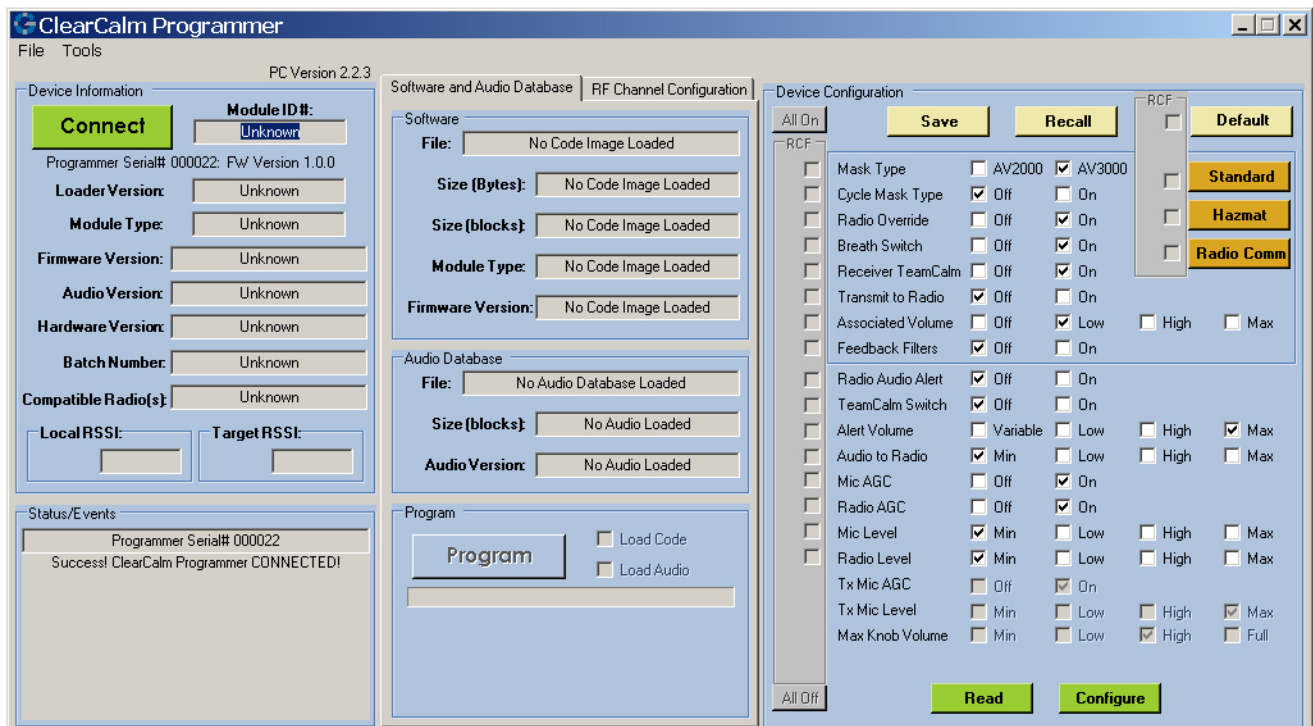 ClearCalm Programmer
File Tools
PC Version 2.2.3
Device Information
Connect
Module ID#:
Unknown
Programmer Serial# 000022: FW Version 1.0.0
Loader Version: Unknown
Module Type: Unknown
Firmware Version: Unknown
Audio Version: Unknown
Hardware Version: Unknown
Batch Number: Unknown
Compatible Radio(s): Unknown
Local RSSI: Target RSSI:
Status/Events
Programmer Serial# 000022
Success! ClearCalm Programmer CONNECTED!
Software and Audio Database RF Channel Configuration
Software
File: No Code Image Loaded
Size (Bytes): No Code Image Loaded
Size (blocks): No Code Image Loaded
Module Type: No Code Image Loaded
Firmware Version: No Code Image Loaded
Audio Database
File: No Audio Database Loaded
Size (blocks): No Audio Loaded
Audio Version: No Audio Loaded
Program
Program
Load Code
Load Audio
Device Configuration
All On Save Recall RCF Default
RCF
Mask Type AV2000 AV3000
Standard
Cycle Mask Type Off On
Radio Override Off On
Hazmat
Breath Switch Off On
Radio Comm
Receiver TeamCalm Off On
Transmit to Radio Off On
Associated Volume Off Low High Max
Feedback Filters Off On
Radio Audio Alert Off On
TeamCalm Switch Off On
Alert Volume Variable Low High Max
Audio to Radio Min Low High Max
Mic AGC Off On
Radio AGC Off On
Mic Level Min Low High Max
Radio Level Min Low High Max
Tx Mic AGC Off On
Tx Mic Level Min Low High Max
Max Knob Volume Min Low High Full
All Off Read Configure